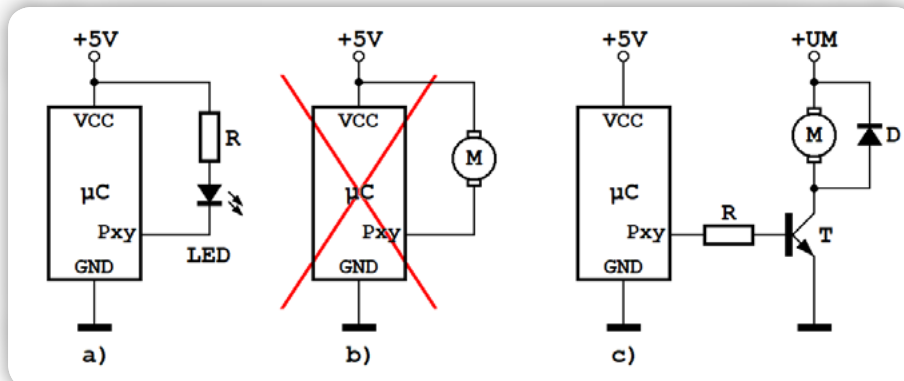 +5V
VCC
R
µC
Pxy
LED
GND
a)
+5V
VCC
M
µC
Pxy
GND
b)
+5V
+UM
VCC
M
D
µC
R
Pxy
T
GND
c)